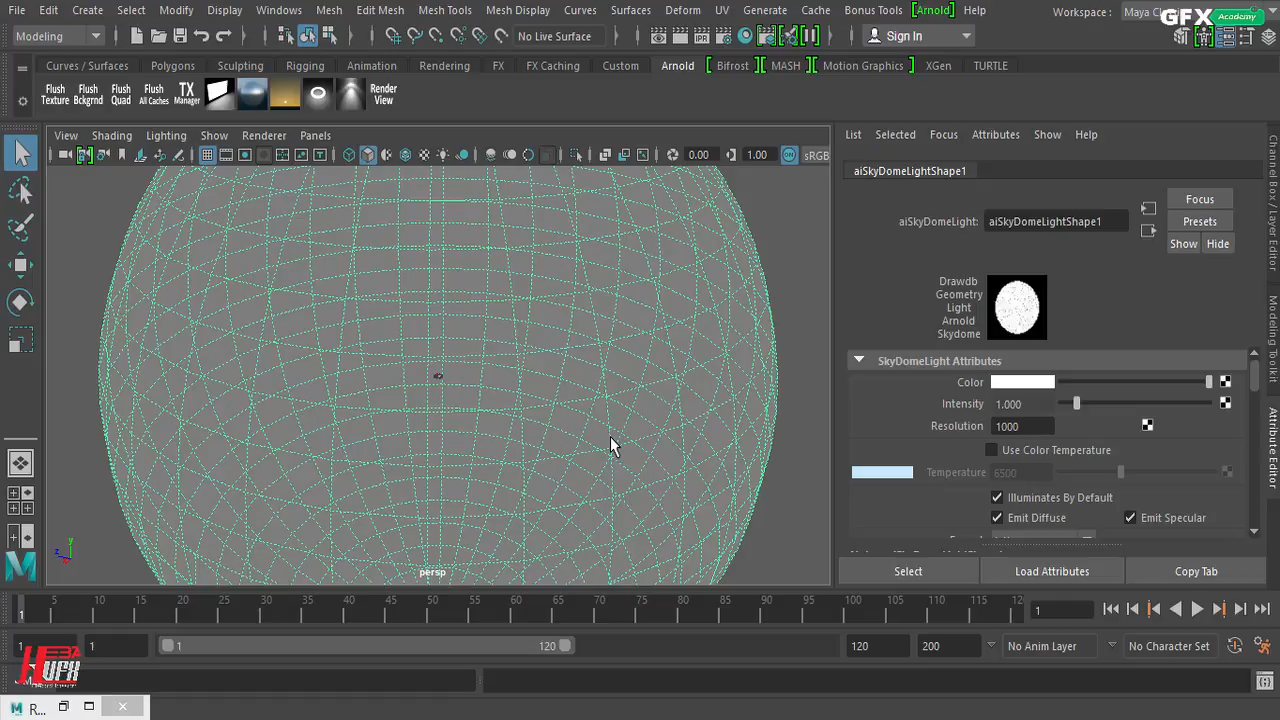 File Edit Create Select Modify Display Windows Mesh Edit Mesh Mesh Tools Mesh Display Curves Surfaces Deform UV Generate Cache Bonus Tools [Arnold] Help
Workspace :
GFX Academy
Modeling
No Live Surface
Sign In
Curves / Surfaces Polygons Sculpting Rigging Animation Rendering FX FX Caching Custom Arnold Bifrost MASH Motion Graphics XGen TURTLE
Flush Texture
Flush Bckgrnd
Flush Quad
Flush All Caches
TX Manager
Render View
View Shading Lighting Show Renderer Panels
0.00
1.00
ON
sRGB
persp
List Selected Focus Attributes Show Help
aiSkyDomeLightShape1
aiSkyDomeLight: aiSkyDomeLightShape1
Focus
Presets
Show Hide
Drawdb
Geometry
Light
Arnold
Skydome
SkyDomeLight Attributes
Color
Intensity 1.000
Resolution 1000
Use Color Temperature
Temperature 6500
Illuminates By Default
Emit Diffuse
Emit Specular
Select
Load Attributes
Copy Tab
Channel Box / Layer Editor
Modeling Toolkit
Attribute Editor
1 5 10 15 20 25 30 35 40 45 50 55 60 65 70 75 80 85 90 95 100 105 110 115 12
1
1 1 1 120 120 200 No Anim Layer No Character Set
VFX
R...